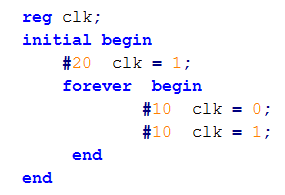 reg clk;
initial begin
#20 clk = 1;
forever begin
#10 clk = 0;
#10 clk = 1;
end
end